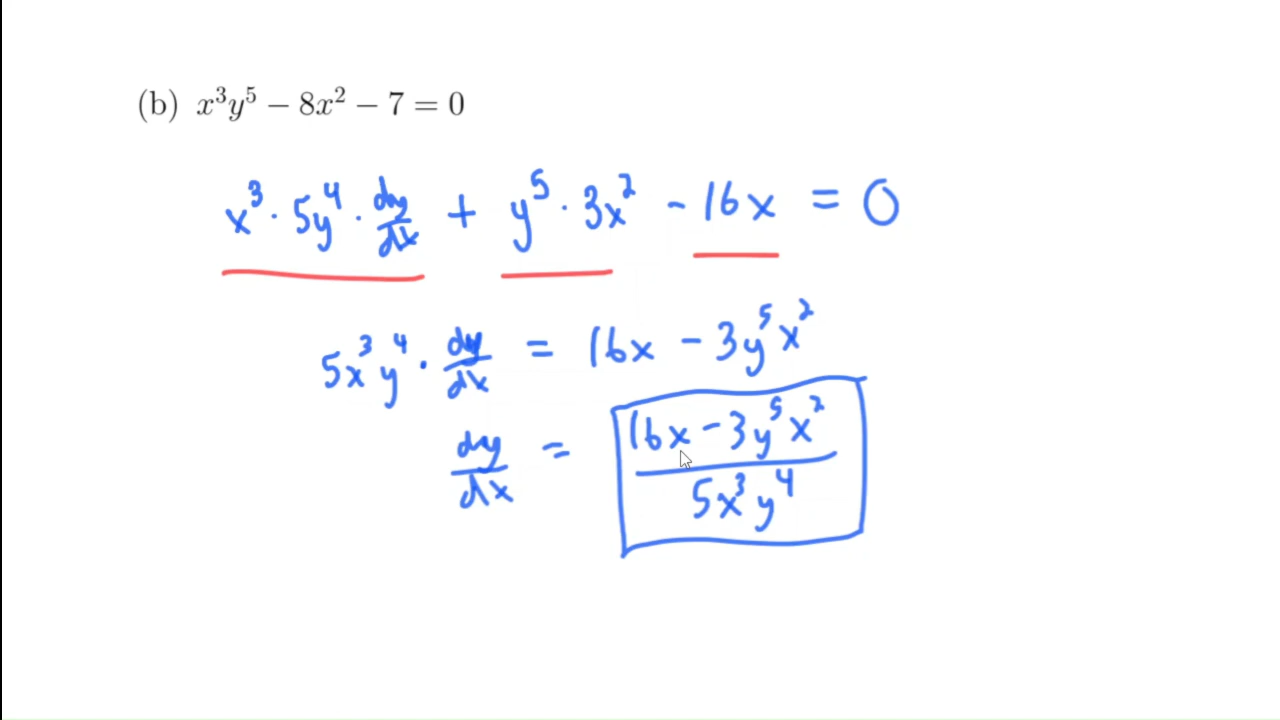 (b) x³y⁵ − 8x² − 7 = 0
x³ · 5y⁴ · dy/dx + y⁵ · 3x² − 16x = 0
5x³y⁴ · dy/dx = 16x − 3y⁵x²
dy/dx = (16x − 3y⁵x²)/(5x³y⁴)